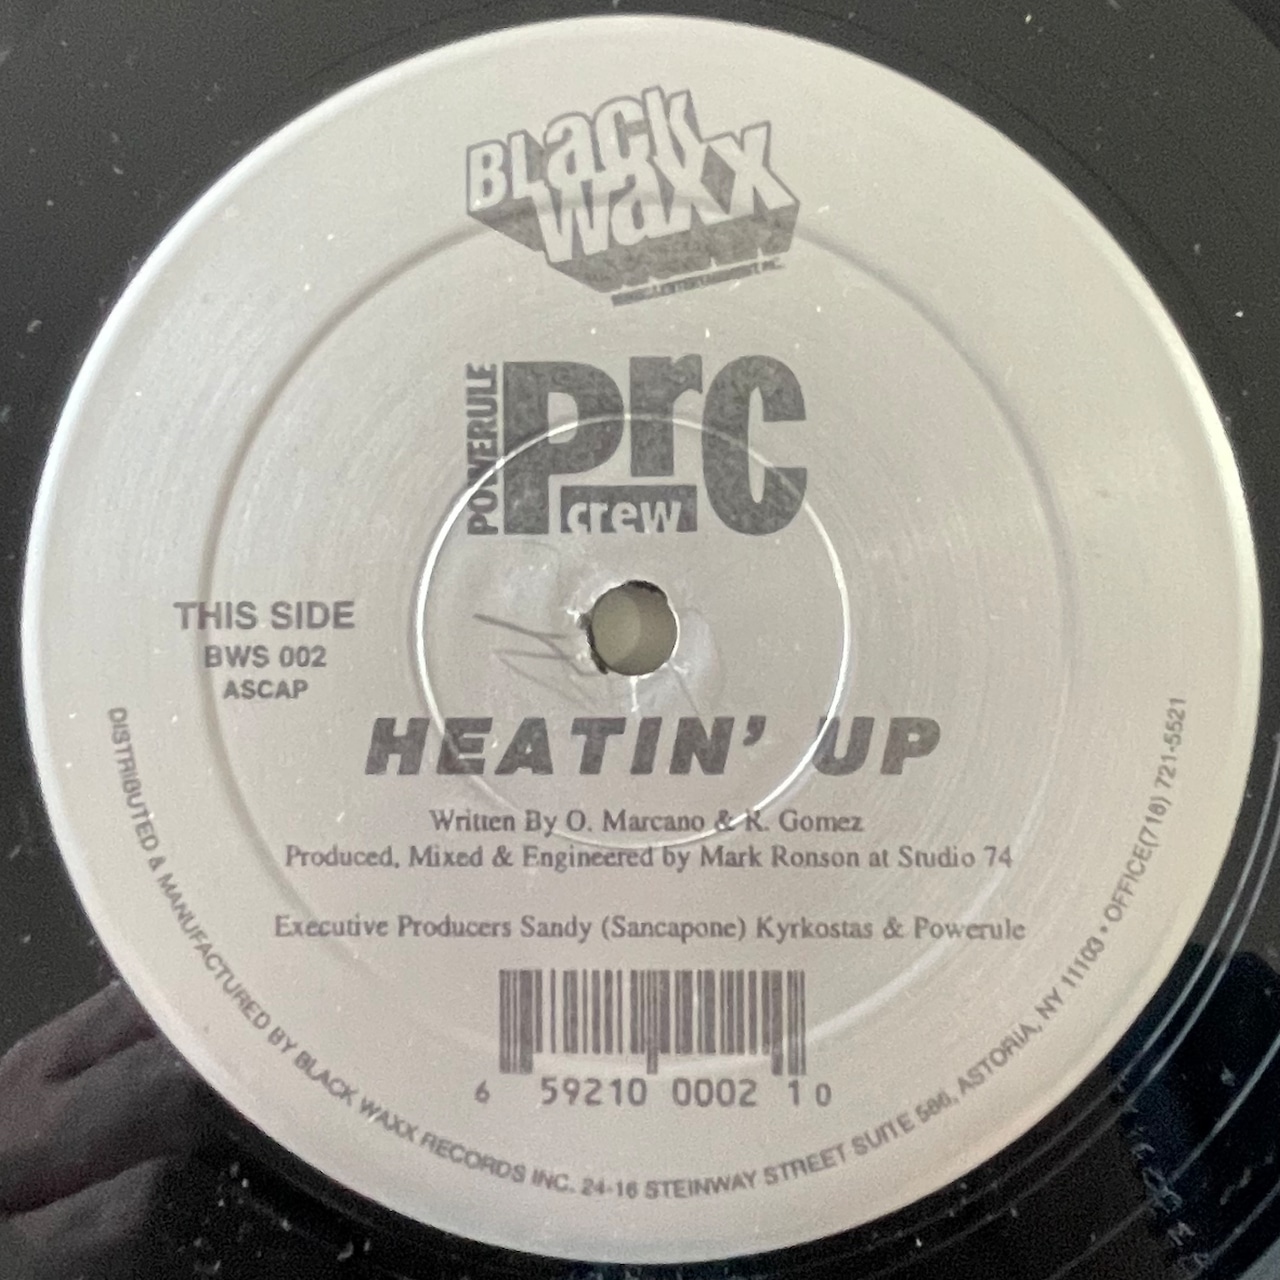 BLACK WAXX
POWERULE
prc
crew
THIS SIDE
BWS 002
ASCAP
HEATIN' UP
Written By O. Marcano & R. Gomez
Produced, Mixed & Engineered by Mark Ronson at Studio 74
Executive Producers Sandy (Sancapone) Kyrkostas & Powerule
6 59210 0002 1 0
DISTRIBUTED & MANUFACTURED BY BLACK WAXX RECORDS INC. 24-16 STEINWAY STREET SUITE 586, ASTORIA, NY 11103 • OFFICE(718) 721-5521